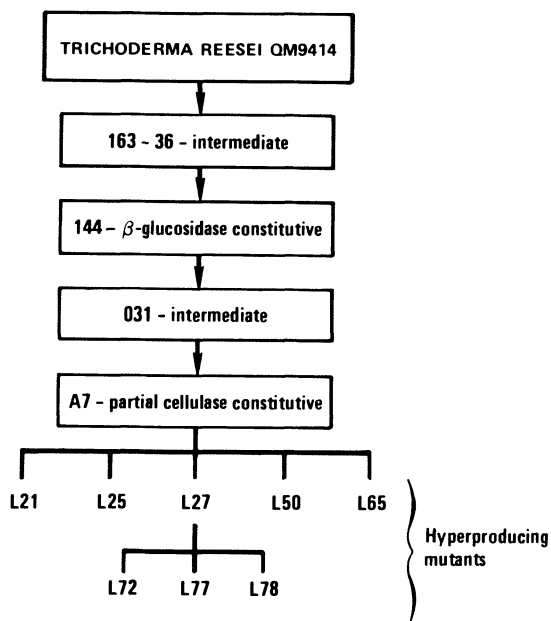 TRICHODERMA REESEI QM9414
163 ~ 36 – intermediate
144 – β-glucosidase constitutive
031 – intermediate
A7 – partial cellulase constitutive
L21 L25 L27 L50 L65
Hyperproducing
mutants
L72 L77 L78